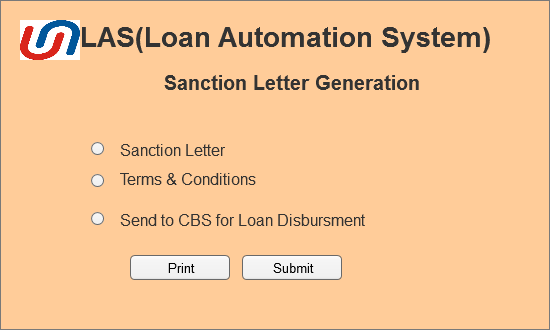 LAS(Loan Automation System)
Sanction Letter Generation
Sanction Letter
Terms & Conditions
Send to CBS for Loan Disbursment
Print Submit